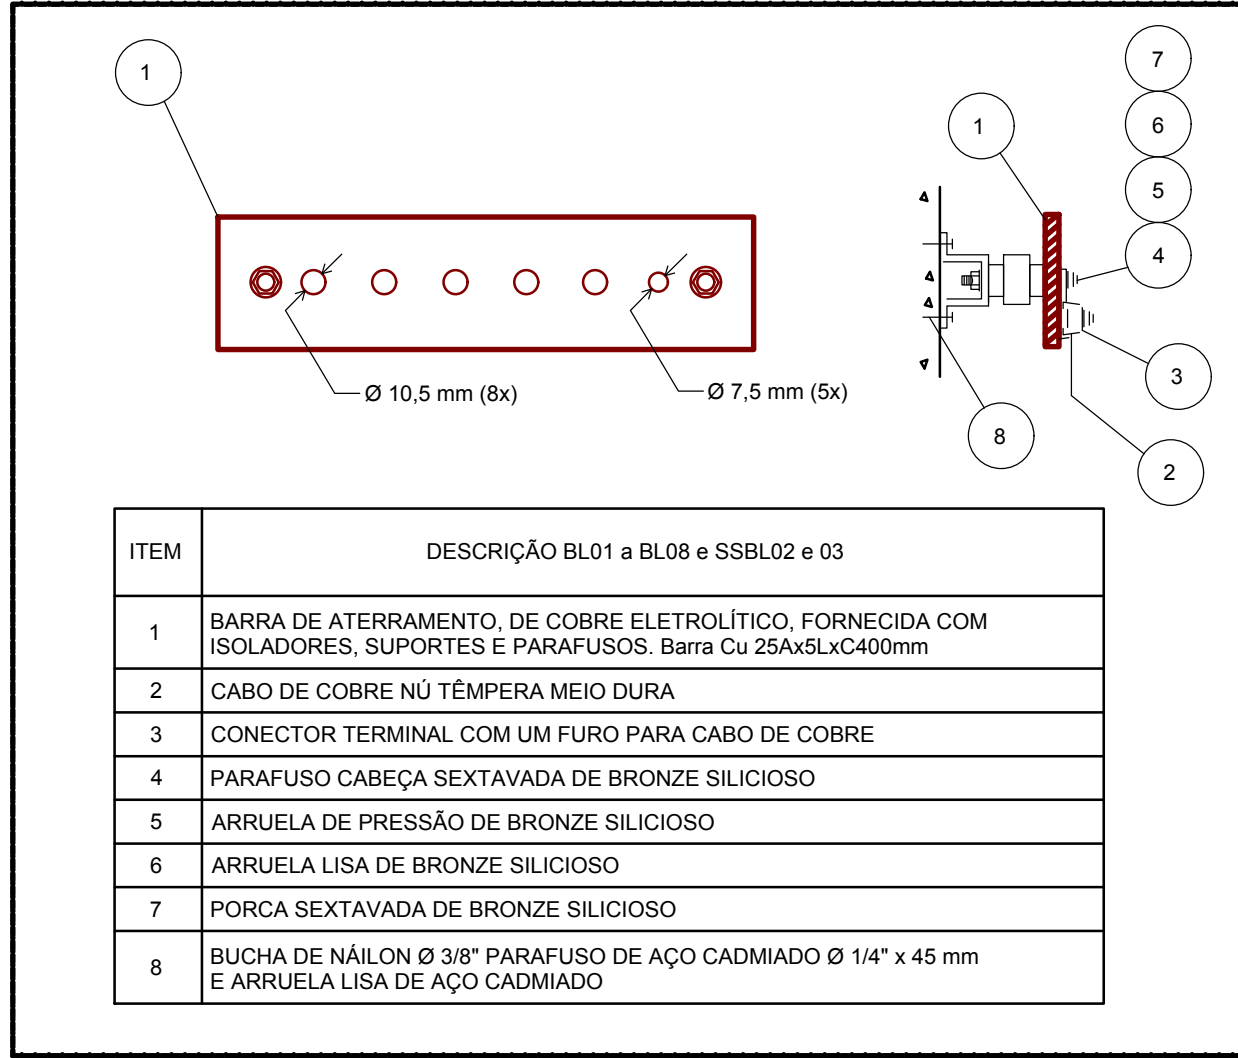 1
7
6
5
4
1
3
8
2
Ø 10,5 mm (8x)
Ø 7,5 mm (5x)
ITEM
DESCRIÇÃO BL01 a BL08 e SSBL02 e 03
1
BARRA DE ATERRAMENTO, DE COBRE ELETROLÍTICO, FORNECIDA COM
ISOLADORES, SUPORTES E PARAFUSOS. Barra Cu 25Ax5LxC400mm
2
CABO DE COBRE NÚ TÊMPERA MEIO DURA
3
CONECTOR TERMINAL COM UM FURO PARA CABO DE COBRE
4
PARAFUSO CABEÇA SEXTAVADA DE BRONZE SILICIOSO
5
ARRUELA DE PRESSÃO DE BRONZE SILICIOSO
6
ARRUELA LISA DE BRONZE SILICIOSO
7
PORCA SEXTAVADA DE BRONZE SILICIOSO
8
BUCHA DE NÁILON Ø 3/8" PARAFUSO DE AÇO CADMIADO Ø 1/4" x 45 mm
E ARRUELA LISA DE AÇO CADMIADO